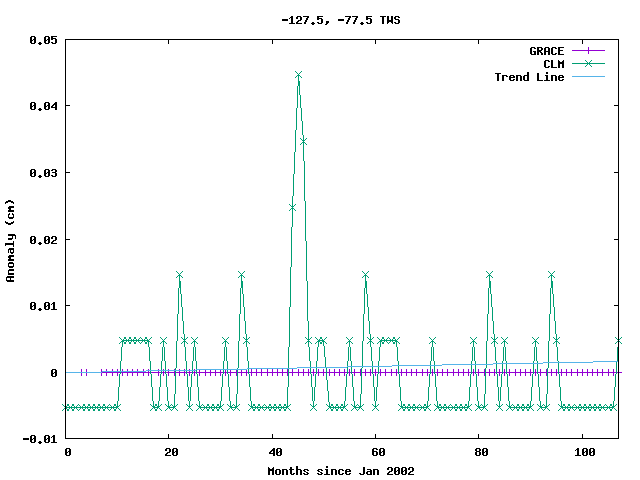 -127.5, -77.5 TWS
GRACE
CLM
Trend Line
0.05
0.04
0.03
0.02
0.01
0
-0.01
Anomaly (cm)
0 20 40 60 80 100
Months since Jan 2002